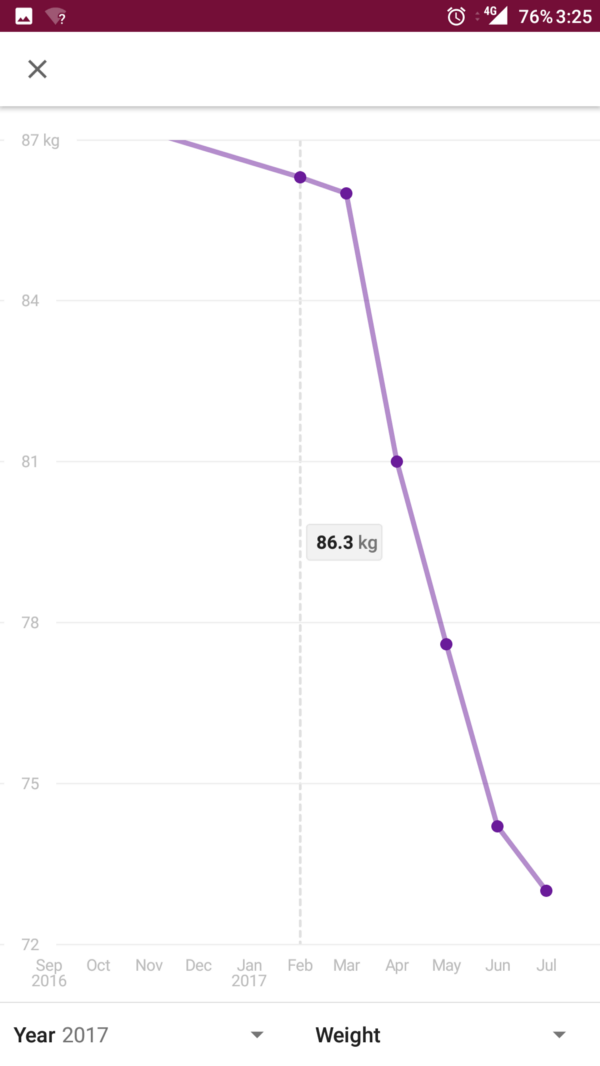 ? 4G 76% 3:25
87 kg
84
81
86.3 kg
78
75
72
Sep Oct Nov Dec Jan Feb Mar Apr May Jun Jul
2016 2017
Year 2017 Weight